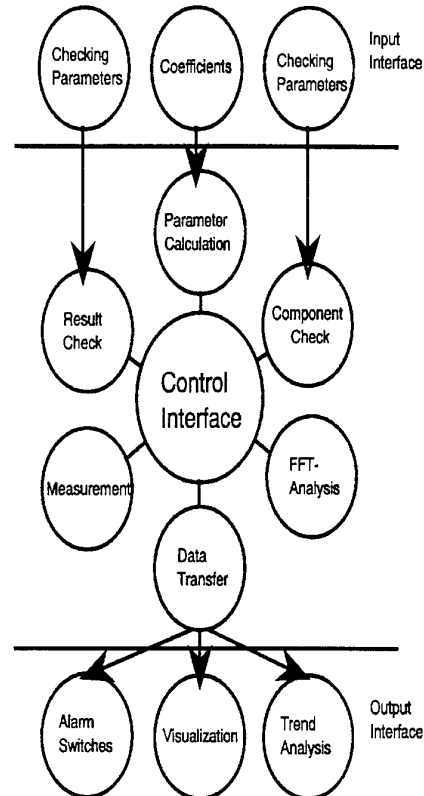 Checking
Parameters
Coefficients
Checking
Parameters
Input
Interface
Parameter
Calculation
Result
Check
Component
Check
Control
Interface
Measurement
FFT-
Analysis
Data
Transfer
Alarm
Switches
Visualization
Trend
Analysis
Output
Interface